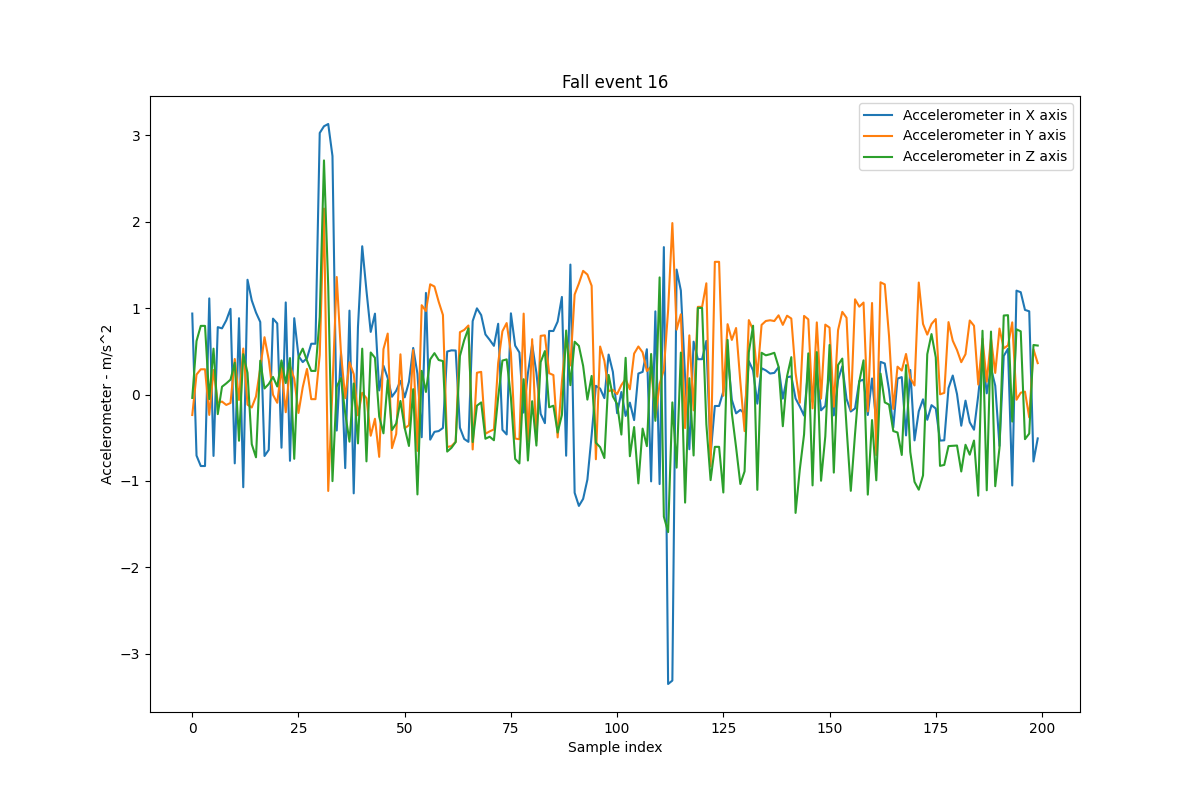 Fall event 16
Accelerometer in X axis
Accelerometer in Y axis
Accelerometer in Z axis
Accelerometer - m/s^2
3
2
1
0
−1
−2
−3
0 25 50 75 100 125 150 175 200
Sample index